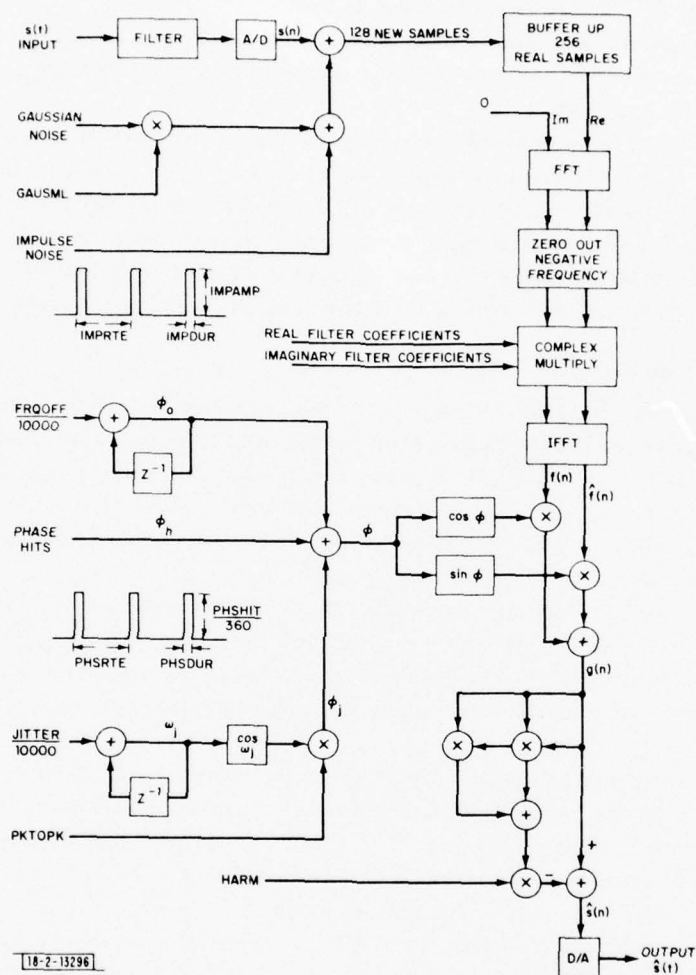 s(t)
INPUT
FILTER
A/D
s(n)
+
128 NEW SAMPLES
BUFFER UP
256
REAL SAMPLES
GAUSSIAN
NOISE
×
+
O
Im
Re
FFT
GAUSML
IMPULSE
NOISE
IMPAMP
IMPRTE
IMPDUR
ZERO OUT
NEGATIVE
FREQUENCY
REAL FILTER COEFFICIENTS
IMAGINARY FILTER COEFFICIENTS
COMPLEX
MULTIPLY
IFFT
f(n)
f̂(n)
FRQOFF
10000
+
ϕo
Z⁻¹
PHASE
HITS
ϕh
+
ϕ
cos ϕ
×
sin ϕ
×
PHSHIT
360
PHSRTE
PHSDUR
+
g(n)
ϕj
JITTER
10000
+
ωj
cos
ωj
×
Z⁻¹
PKTOPK
×
×
+
+
HARM
×
−
+
ŝ(n)
D/A
OUTPUT
ŝ(t)
18-2-13296